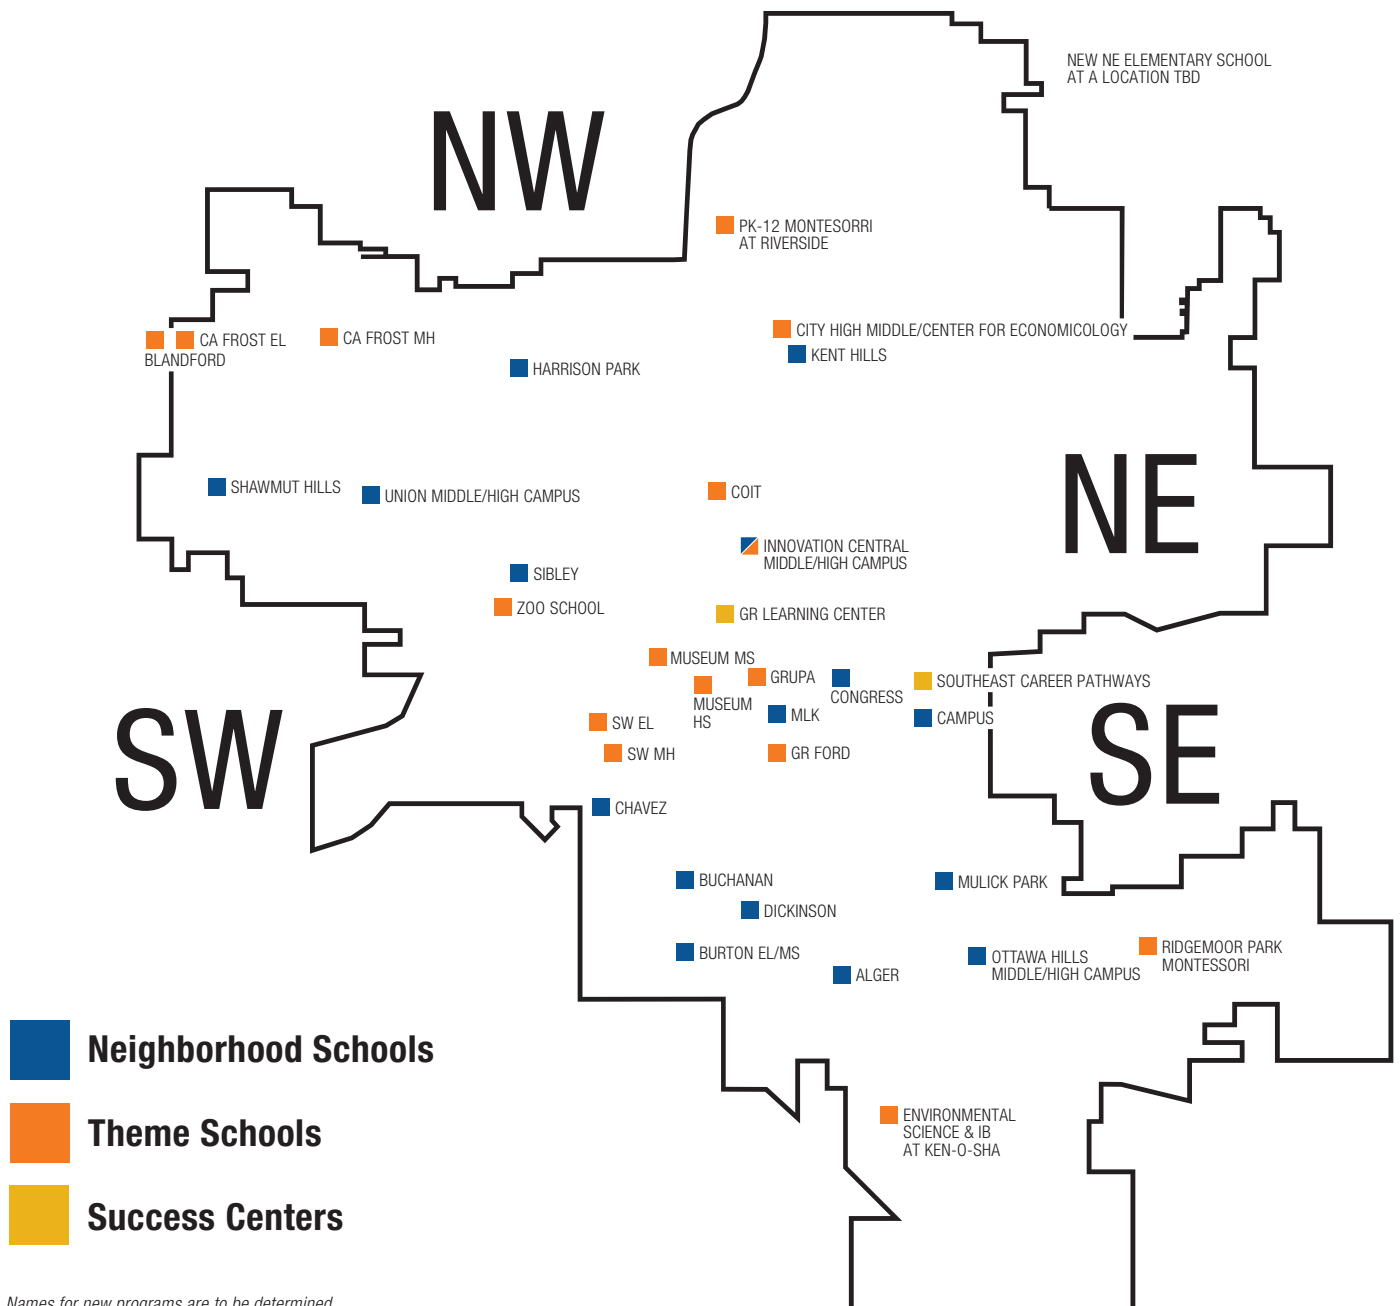 NEW NE ELEMENTARY SCHOOL
AT A LOCATION TBD
NW
PK-12 MONTESORRI
AT RIVERSIDE
CITY HIGH MIDDLE/CENTER FOR ECONOMICOLOGY
CA FROST EL
BLANDFORD
CA FROST MH
KENT HILLS
HARRISON PARK
NE
SHAWMUT HILLS
UNION MIDDLE/HIGH CAMPUS
COIT
INNOVATION CENTRAL
MIDDLE/HIGH CAMPUS
SIBLEY
ZOO SCHOOL
GR LEARNING CENTER
MUSEUM MS
GRUPA
CONGRESS
SOUTHEAST CAREER PATHWAYS
MUSEUM
HS
MLK
CAMPUS
SW
SE
SW EL
SW MH
GR FORD
CHAVEZ
BUCHANAN
MULICK PARK
DICKINSON
BURTON EL/MS
ALGER
OTTAWA HILLS
MIDDLE/HIGH CAMPUS
RIDGEMOOR PARK
MONTESSORI
Neighborhood Schools
Theme Schools
Success Centers
ENVIRONMENTAL
SCIENCE & IB
AT KEN-O-SHA
Names for new programs are to be determined